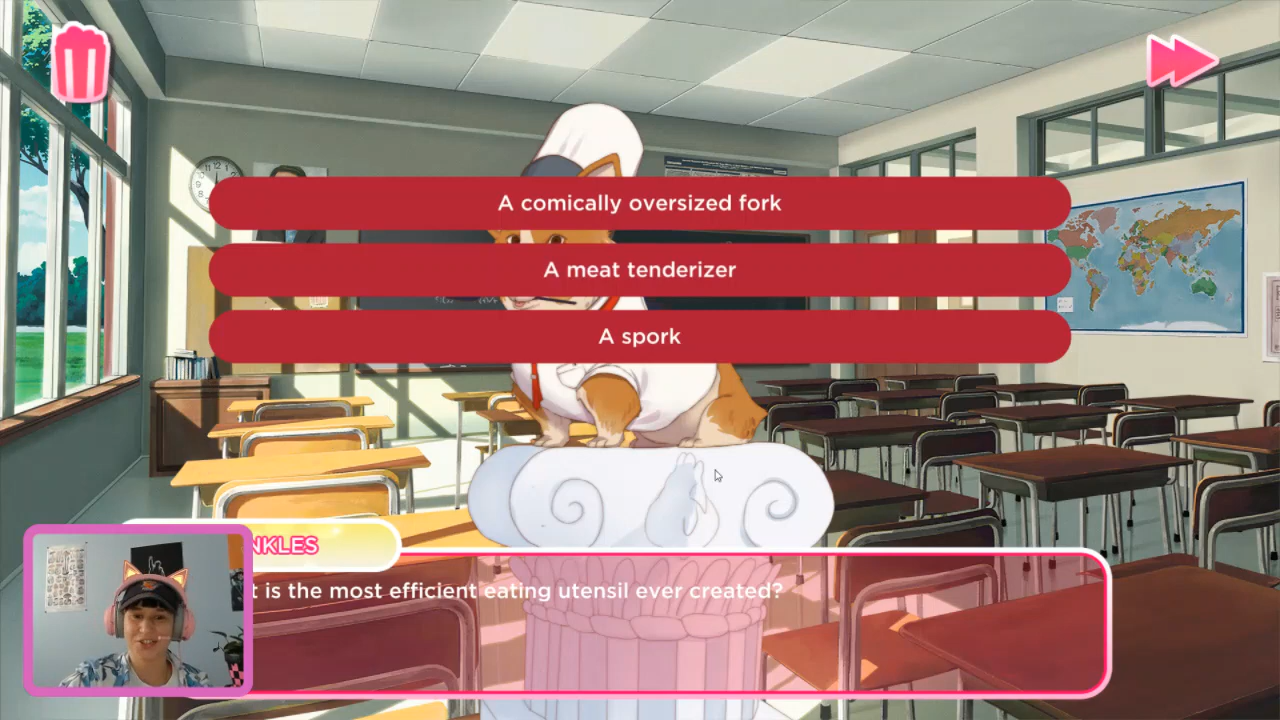 A comically oversized fork
A meat tenderizer
A spork
NKLES
t is the most efficient eating utensil ever created?